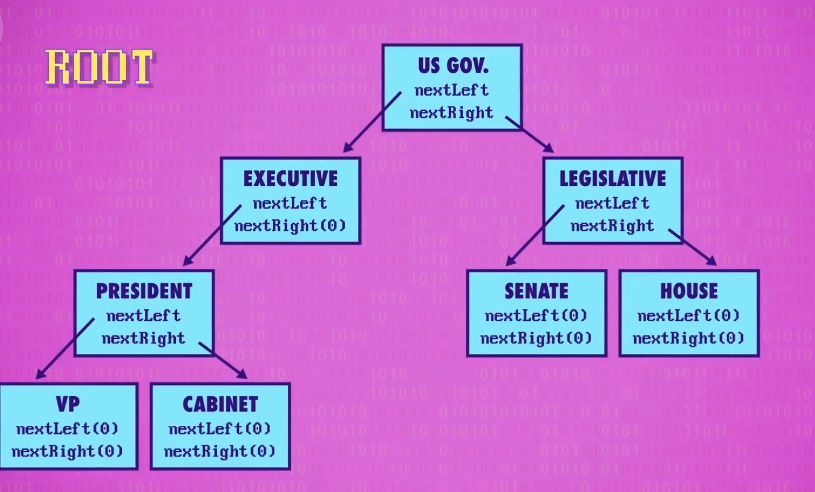 ROOT
US GOV.
nextLeft
nextRight
EXECUTIVE
nextLeft
nextRight(0)
LEGISLATIVE
nextLeft
nextRight
PRESIDENT
nextLeft
nextRight
SENATE
nextLeft(0)
nextRight(0)
HOUSE
nextLeft(0)
nextRight(0)
VP
nextLeft(0)
nextRight(0)
CABINET
nextLeft(0)
nextRight(0)